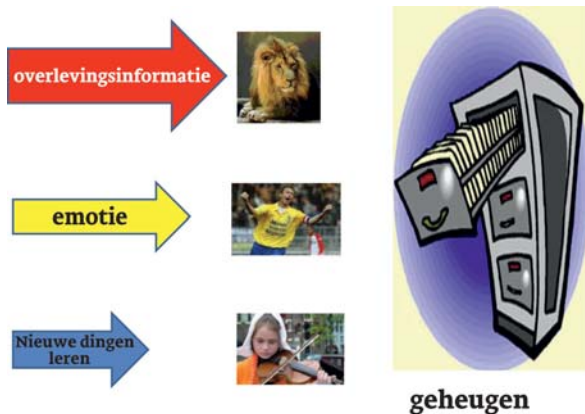 overlevingsinformatie
emotie
Nieuwe dingen
leren
geheugen